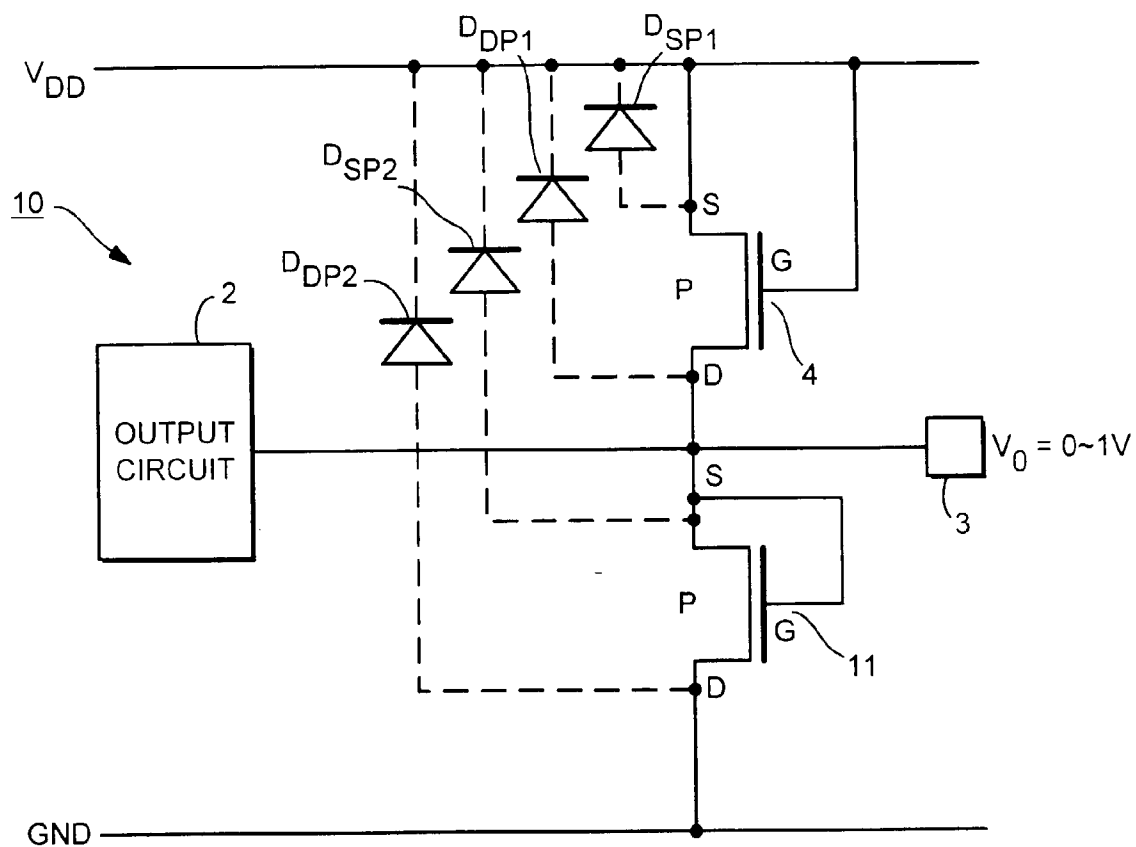 D_DP1
D_SP1
V_DD
D_SP2
10
S
G
D_DP2
P
2
4
D
OUTPUT
CIRCUIT
V_0 = 0~1V
S
3
P
G
11
D
GND